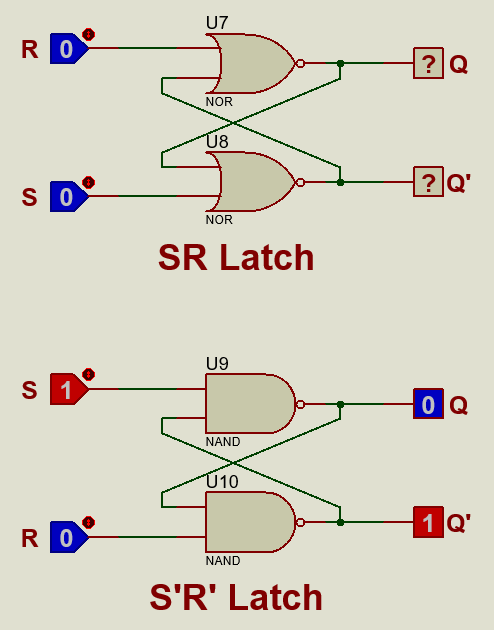 U7
R 0 ? Q
NOR
U8
S 0 ? Q'
NOR
SR Latch
U9
S 1 0 Q
NAND
U10
R 0 1 Q'
NAND
S'R' Latch